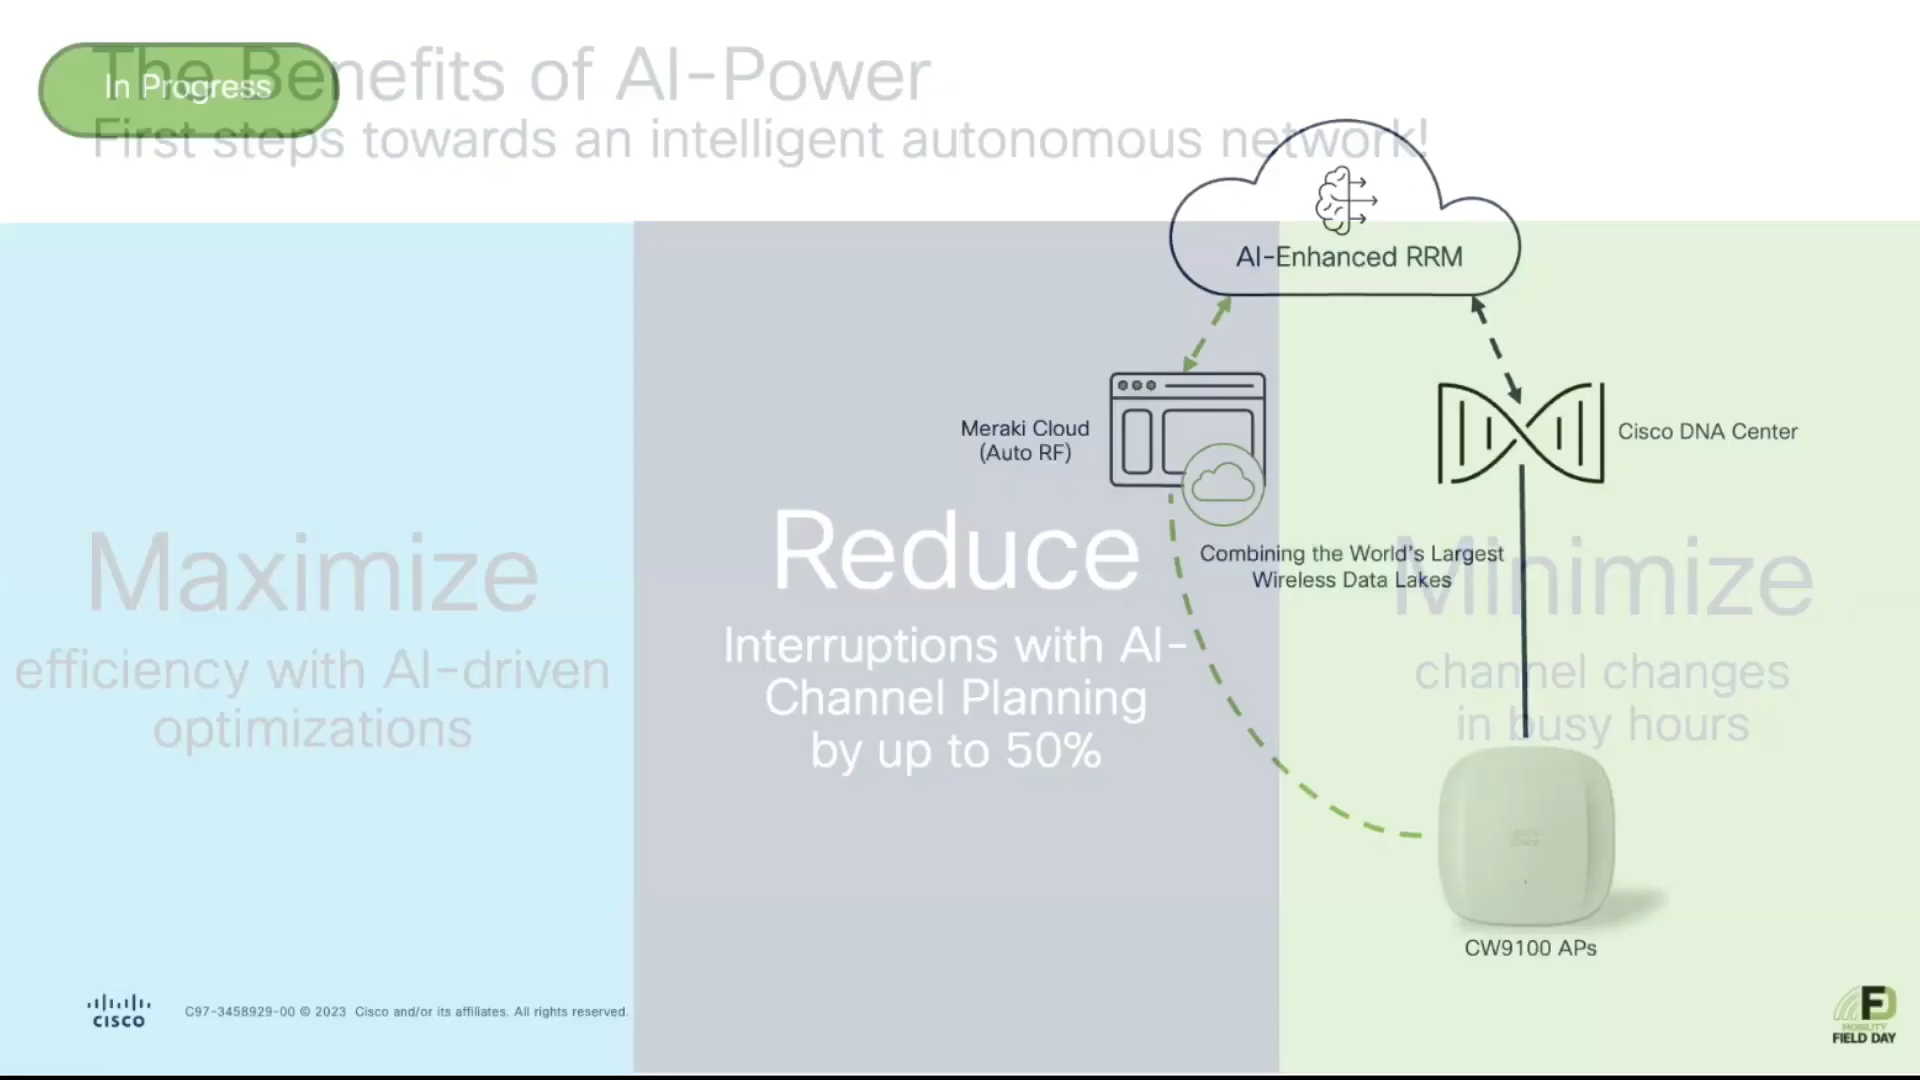 The Benefits of AI-Power
In Progress
First steps towards an intelligent autonomous network!
AI-Enhanced RRM
Meraki Cloud
(Auto RF)
Cisco DNA Center
Combining the World's Largest
Wireless Data Lakes
Maximize
efficiency with AI-driven
optimizations
Reduce
Interruptions with AI-
Channel Planning
by up to 50%
Minimize
channel changes
in busy hours
CW9100 APs
CISCO
C97-3458929-00 © 2023 Cisco and/or its affiliates. All rights reserved.
FD
MOBILITY
FIELD DAY